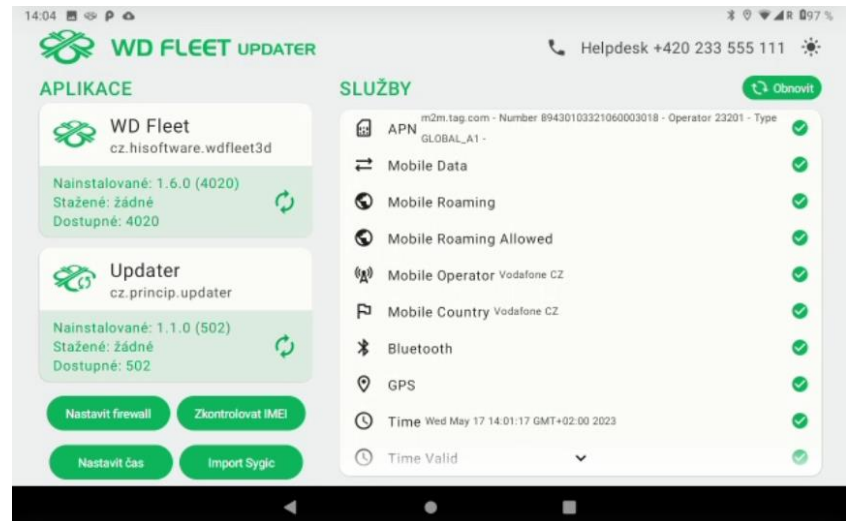 14:04 97 %
WD FLEET UPDATER
Helpdesk +420 233 555 111
APLIKACE
WD Fleet
cz.hisoftware.wdfleet3d
Nainstalované: 1.6.0 (4020)
Stažené: žádné
Dostupné: 4020
Updater
cz.princip.updater
Nainstalované: 1.1.0 (502)
Stažené: žádné
Dostupné: 502
Nastavit firewall
Zkontrolovat IMEI
Nastavit čas
Import Sygic
SLUŽBY
Obnovit
APN m2m.tag.com - Number 89430103321060003018 - Operator 23201 - Type
GLOBAL_A1 -
Mobile Data
Mobile Roaming
Mobile Roaming Allowed
Mobile Operator Vodafone CZ
Mobile Country Vodafone CZ
Bluetooth
GPS
Time Wed May 17 14:01:17 GMT+02:00 2023
Time Valid